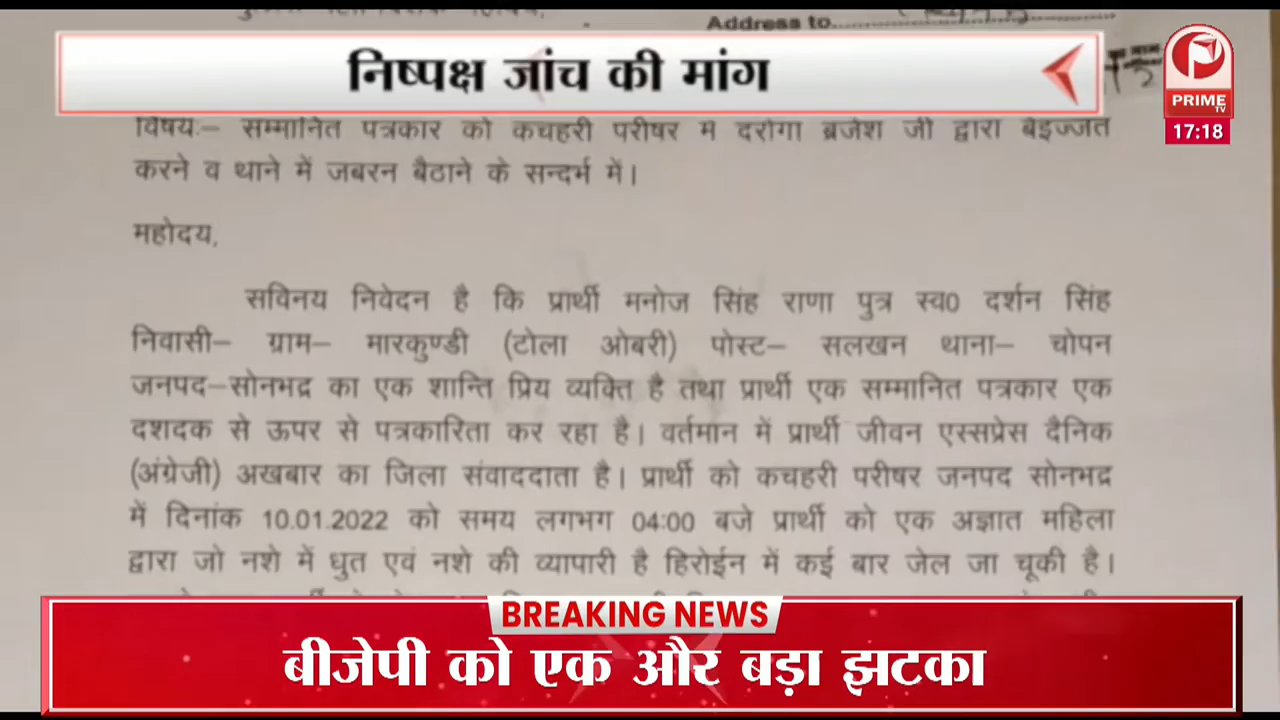 Address to
निष्पक्ष जांच की मांग
PRIME
TV
17:18
विषय:– सम्मानित पत्रकार को कचहरी परीषर में दरोगा ब्रजेश जी द्वारा बेइज्जत
करने व थाने में जबरन बैठाने के सन्दर्भ में।
महोदय,
सविनय निवेदन है कि प्रार्थी मनोज सिंह राणा पुत्र स्व0 दर्शन सिंह
निवासी– ग्राम– मारकुण्डी (टोला ओबरी) पोस्ट– सलखन थाना– चोपन
जनपद–सोनभद्र का एक शान्ति प्रिय व्यक्ति है तथा प्रार्थी एक सम्मानित पत्रकार एक
दशदक से ऊपर से पत्रकारिता कर रहा है। वर्तमान में प्रार्थी जीवन एस्सप्रेस दैनिक
(अंग्रेजी) अखबार का जिला संवाददाता है। प्रार्थी को कचहरी परीषर जनपद सोनभद्र
में दिनांक 10.01.2022 को समय लगभग 04:00 बजे प्रार्थी को एक अज्ञात महिला
द्वारा जो नशे में धुत एवं नशे की व्यापारी है हिरोईन में कई बार जेल जा चूकी है।
BREAKING NEWS
बीजेपी को एक और बड़ा झटका